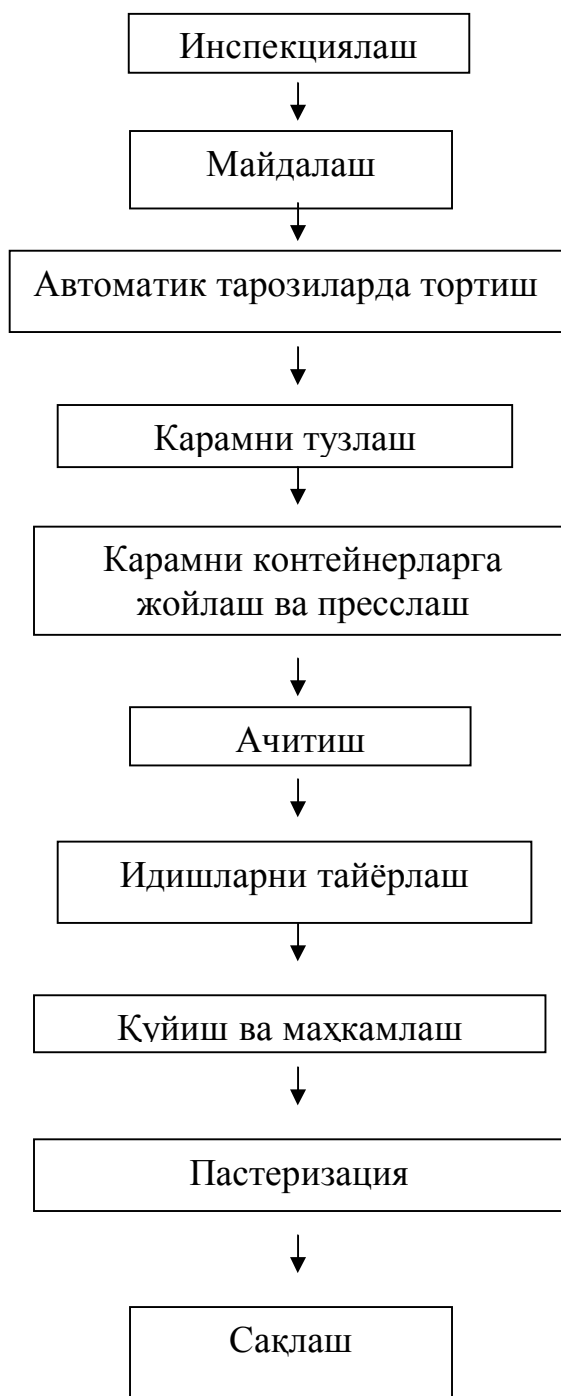 Инспекциялаш
Майдалаш
Автоматик тарозиларда тортиш
Карамни тузлаш
Карамни контейнерларга
жойлаш ва пресслаш
Ачитиш
Идишларни тайёрлаш
Қуйиш ва маҳкамлаш
Пастеризация
Сақлаш